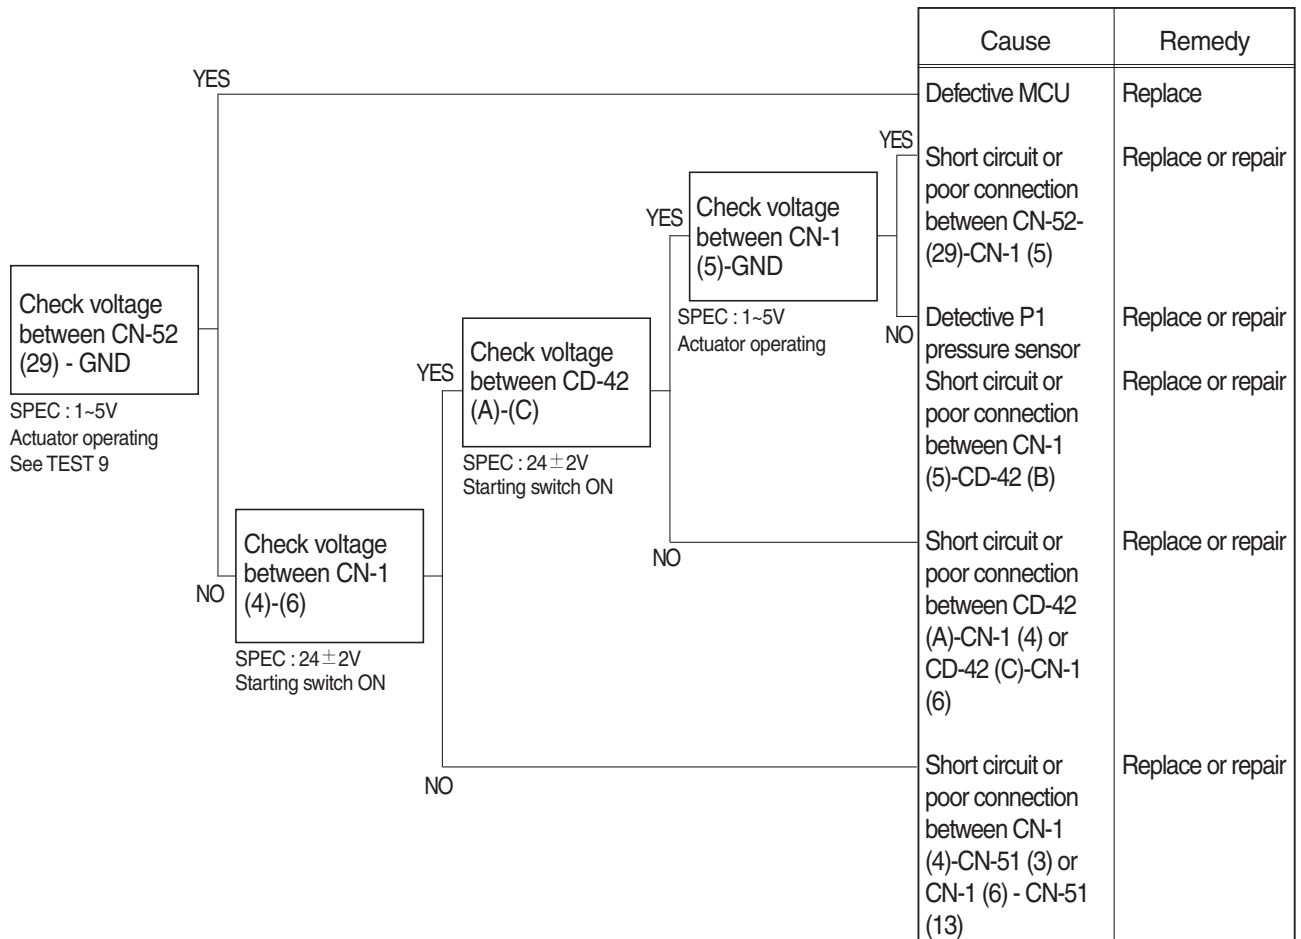 Cause
Remedy
YES
Defective MCU
Replace
YES
Short circuit or
poor connection
between CN-52-
(29)-CN-1 (5)
Replace or repair
YES
Check voltage
between CN-1
(5)-GND
SPEC : 1~5V
Actuator operating
NO
Detective P1
pressure sensor
Replace or repair
Short circuit or
poor connection
between CN-1
(5)-CD-42 (B)
Replace or repair
Check voltage
between CN-52
(29) - GND
SPEC : 1~5V
Actuator operating
See TEST 9
YES
Check voltage
between CD-42
(A)-(C)
SPEC : 24±2V
Starting switch ON
NO
Short circuit or
poor connection
between CD-42
(A)-CN-1 (4) or
CD-42 (C)-CN-1
(6)
Replace or repair
NO
Check voltage
between CN-1
(4)-(6)
SPEC : 24±2V
Starting switch ON
NO
Short circuit or
poor connection
between CN-1
(4)-CN-51 (3) or
CN-1 (6) - CN-51
(13)
Replace or repair